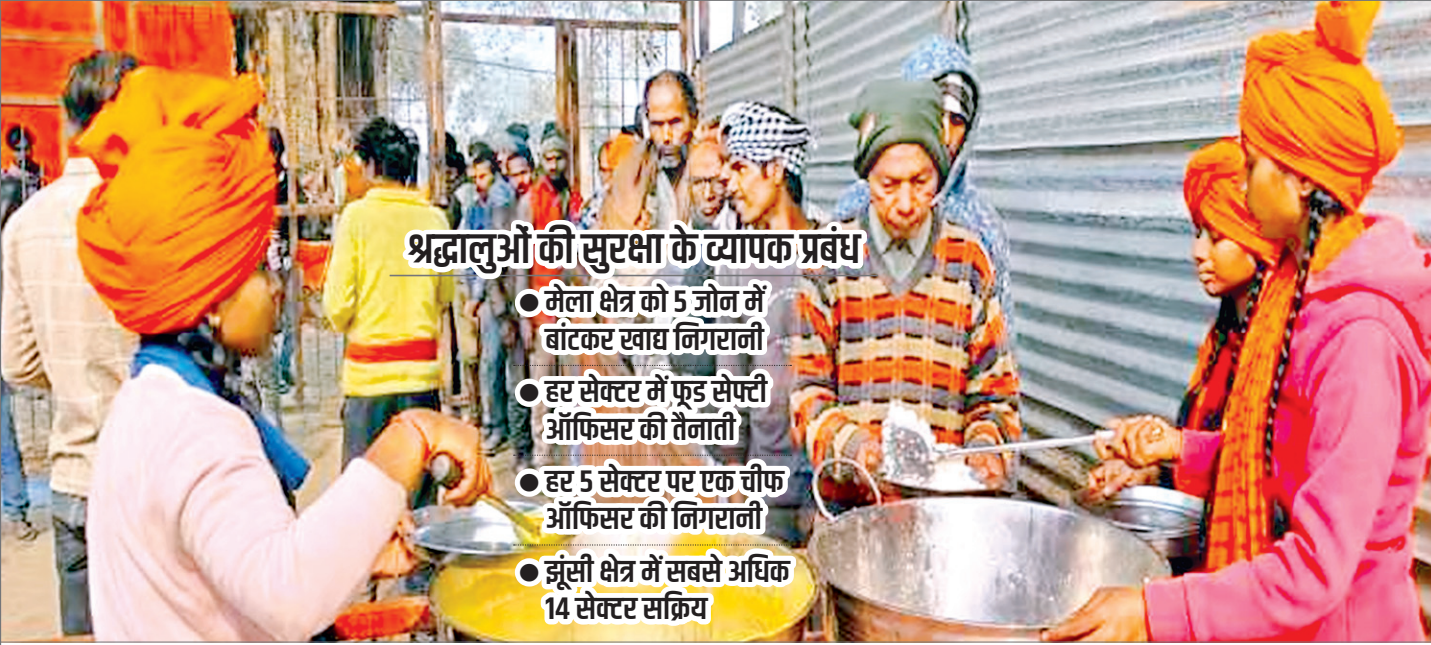 श्रद्धालुओं की सुरक्षा के व्यापक प्रबंध
● मेला क्षेत्र को 5 जोन में
बांटकर खाद्य निगरानी
● हर सेक्टर में फूड सेफ्टी
ऑफिसर की तैनाती
● हर 5 सेक्टर पर एक चीफ
ऑफिसर की निगरानी
● झूंसी क्षेत्र में सबसे अधिक
14 सेक्टर सक्रिय